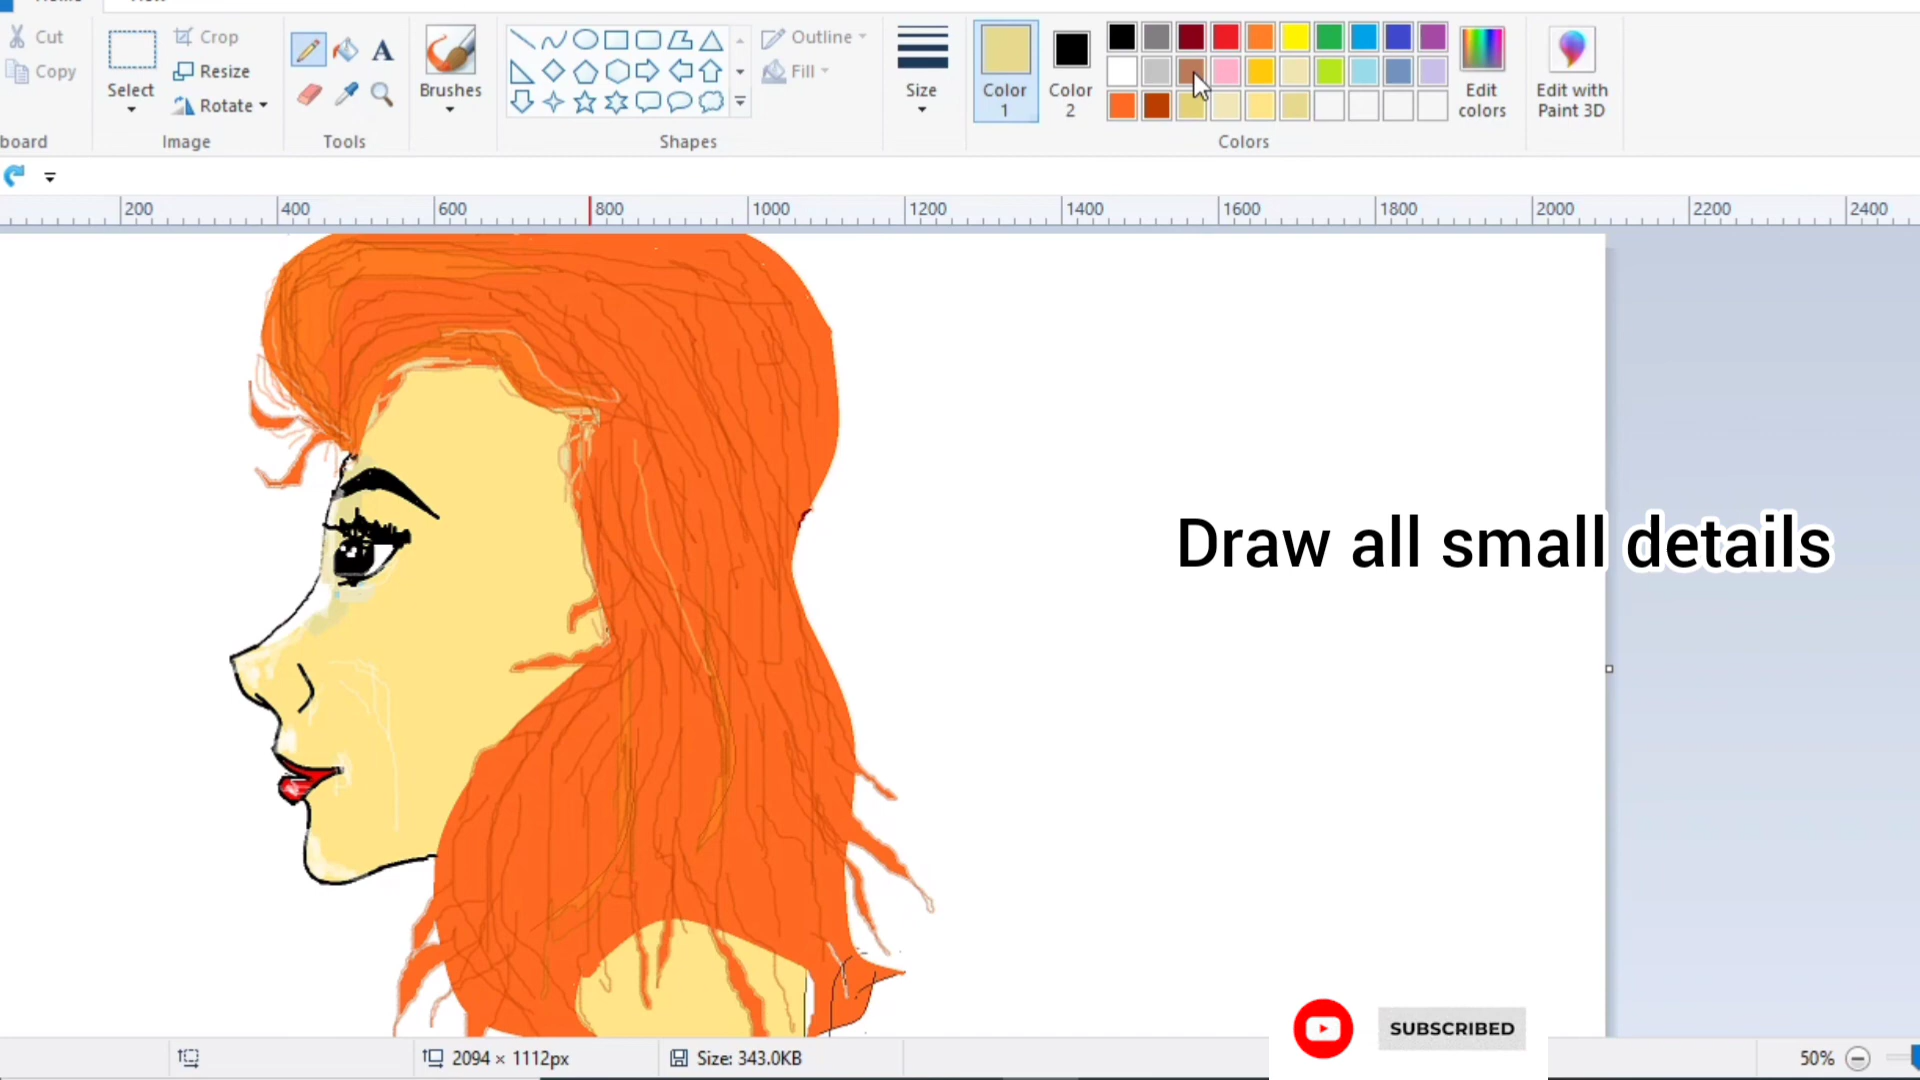 Cut
Copy
board
Select
Crop
Resize
Rotate
Image
A
Tools
Brushes
Outline
Fill
Shapes
Size
Color
1
Color
2
Colors
Edit
colors
Edit with
Paint 3D
200 400 600 800 1000 1200 1400 1600 1800 2000 2200 2400
Draw all small details
SUBSCRIBED
2094 × 1112px
Size: 343.0KB
50%